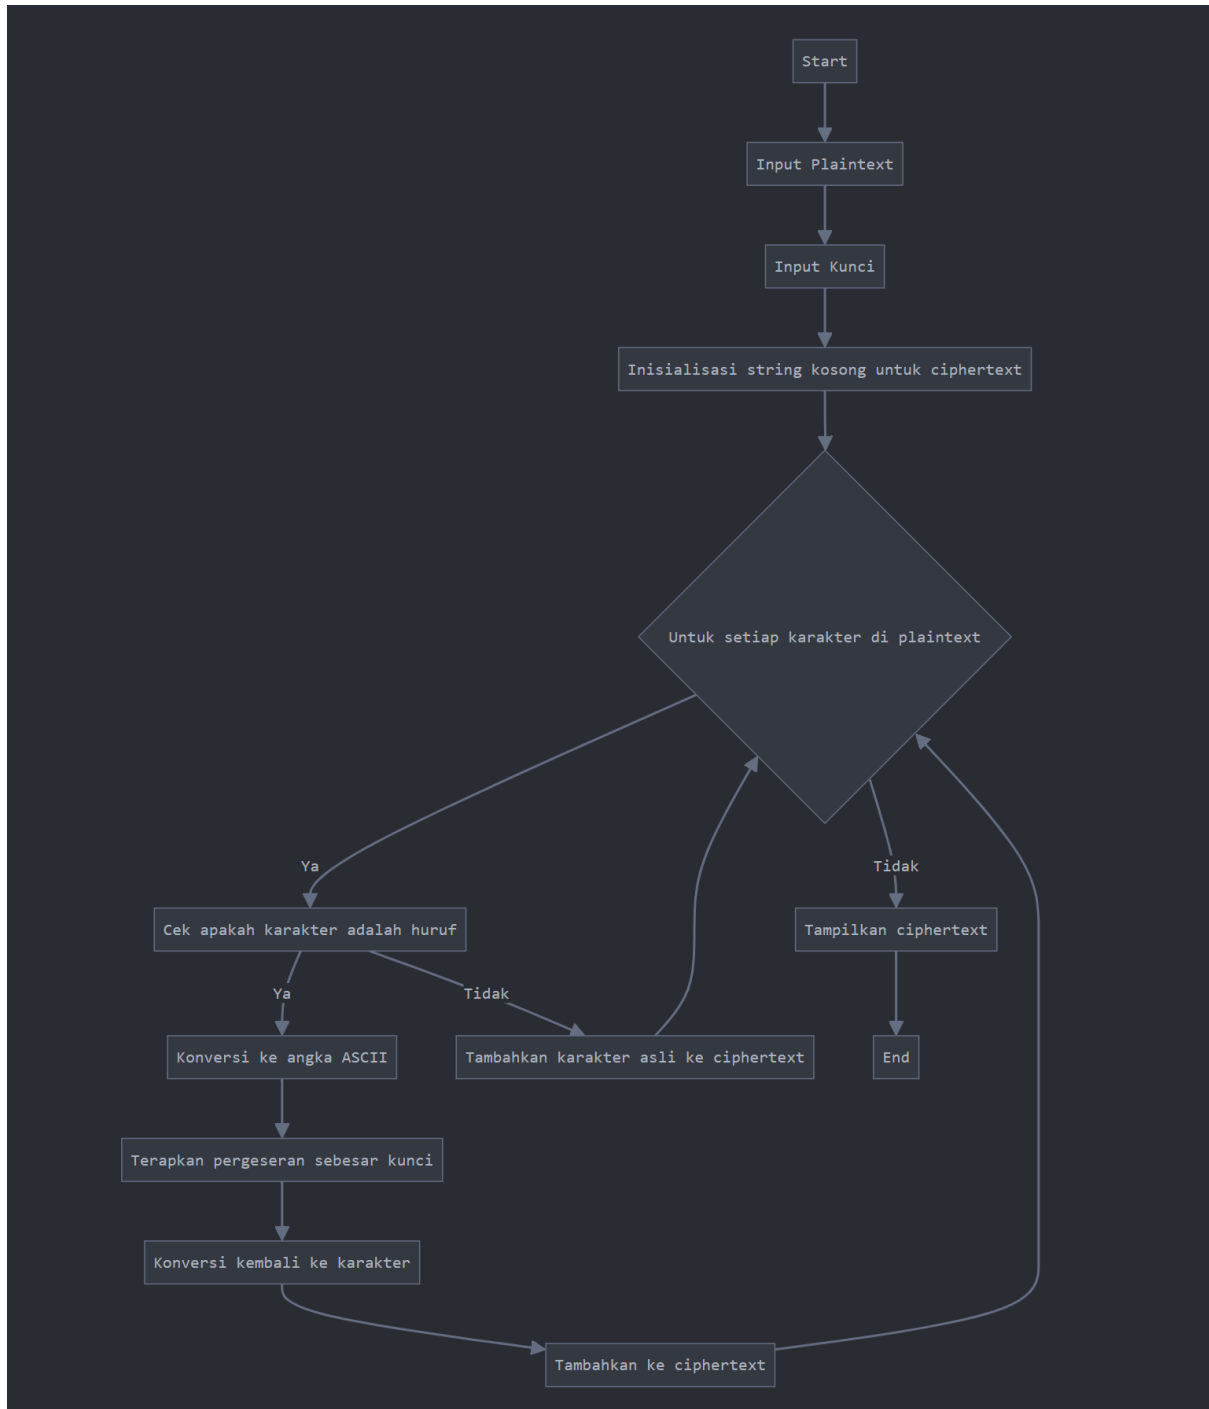 Start
Input Plaintext
Input Kunci
Inisialisasi string kosong untuk ciphertext
Untuk setiap karakter di plaintext
Ya
Tidak
Cek apakah karakter adalah huruf
Tampilkan ciphertext
Ya
Tidak
Konversi ke angka ASCII
Tambahkan karakter asli ke ciphertext
End
Terapkan pergeseran sebesar kunci
Konversi kembali ke karakter
Tambahkan ke ciphertext